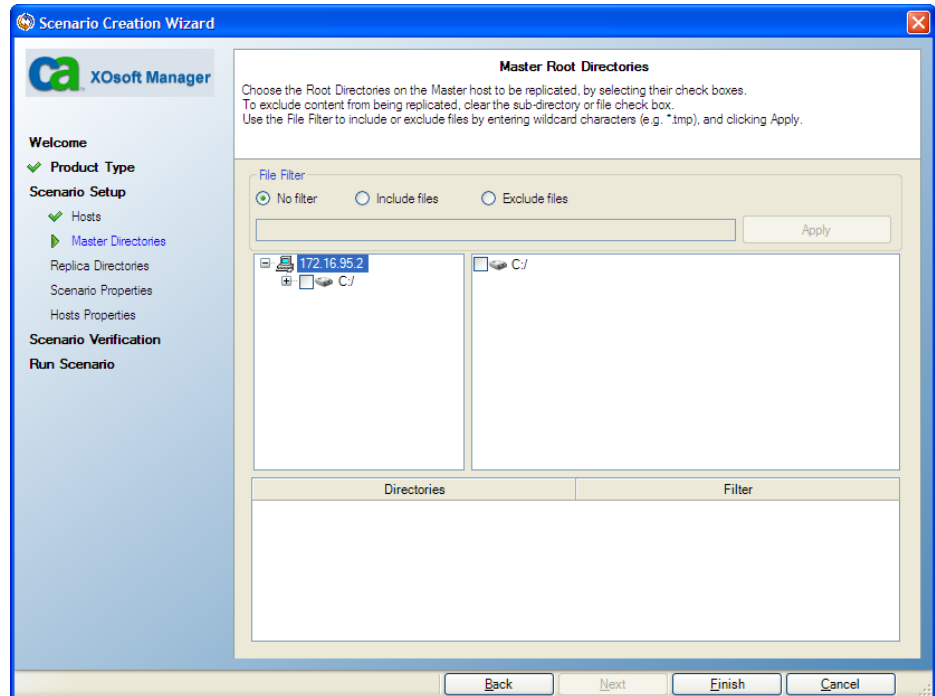 Scenario Creation Wizard
ca XOsoft Manager
Welcome
Product Type
Scenario Setup
Hosts
Master Directories
Replica Directories
Scenario Properties
Hosts Properties
Scenario Verification
Run Scenario
Master Root Directories
Choose the Root Directories on the Master host to be replicated, by selecting their check boxes.
To exclude content from being replicated, clear the sub-directory or file check box.
Use the File Filter to include or exclude files by entering wildcard characters (e.g. *.tmp), and clicking Apply.
File Filter
No filter Include files Exclude files
Apply
172.16.95.2
C:/
C:/
Directories Filter
Back Next Finish Cancel